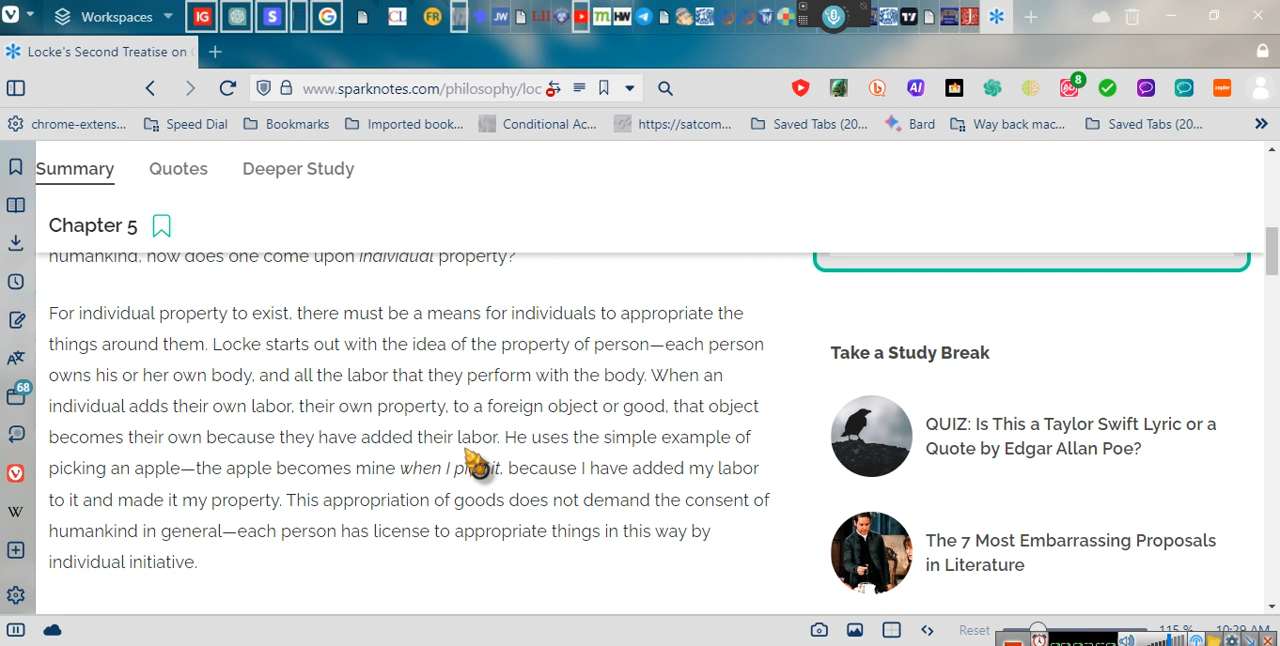 Workspaces
Locke's Second Treatise on
www.sparknotes.com/philosophy/loc
8
chrome-extens...
Speed Dial
Bookmarks
Imported book...
Conditional Ac...
https://satcom...
Saved Tabs (20...
Bard
Way back mac...
Saved Tabs (20...
Summary
Quotes
Deeper Study
Chapter 5
humankind, how does one come upon individual property?
For individual property to exist, there must be a means for individuals to appropriate the
things around them. Locke starts out with the idea of the property of person—each person
owns his or her own body, and all the labor that they perform with the body. When an
individual adds their own labor, their own property, to a foreign object or good, that object
becomes their own because they have added their labor. He uses the simple example of
picking an apple—the apple becomes mine when I it, because I have added my labor
to it and made it my property. This appropriation of goods does not demand the consent of
humankind in general—each person has license to appropriate things in this way by
individual initiative.
Take a Study Break
QUIZ: Is This a Taylor Swift Lyric or a
Quote by Edgar Allan Poe?
The 7 Most Embarrassing Proposals
in Literature
68
Reset
115 %
10:29 AM